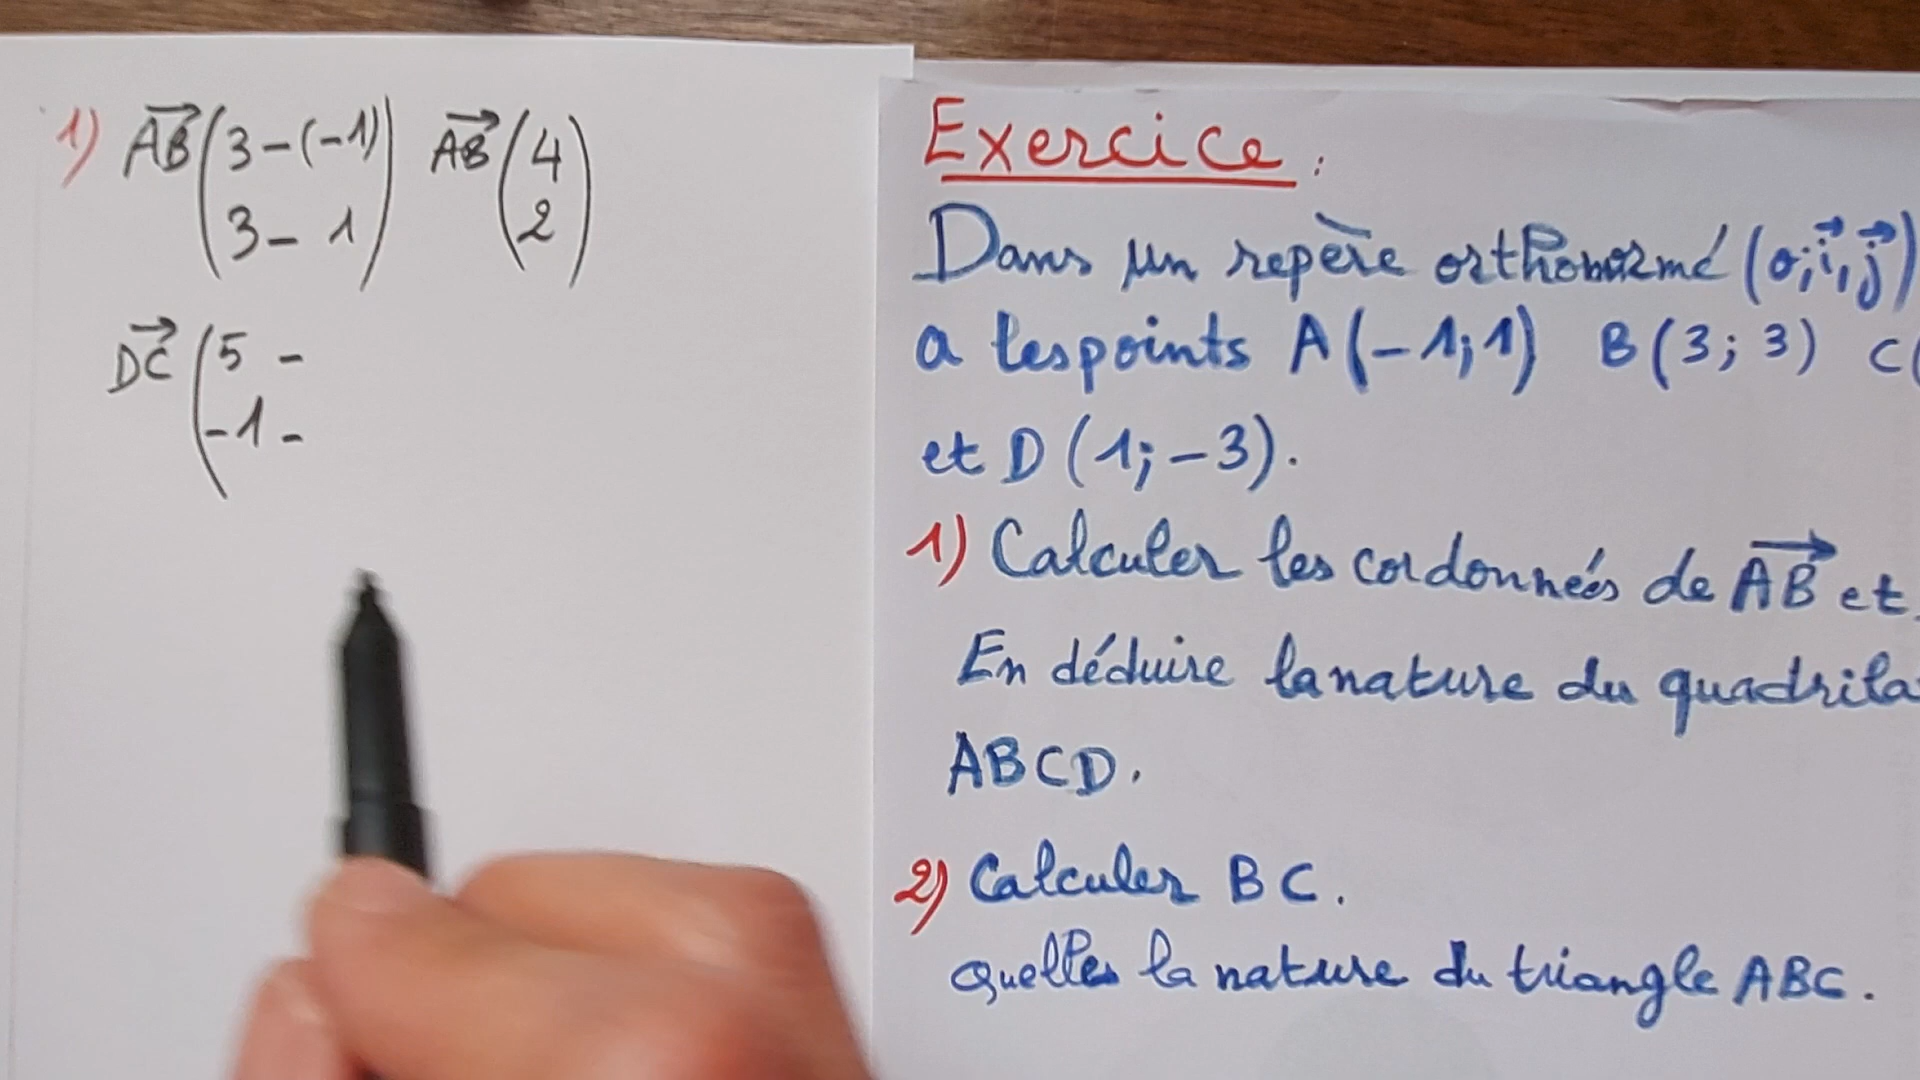 1) AB⃗ (3-(-1) AB⃗ (4
3- 1) 2)
DC⃗ (5 -
-1 -
Exercice :
Dans un repère orthonormé (o; i⃗, j⃗)
a les points A(-1;1) B(3;3) C(
et D (1;-3).
1) Calculer les cordonnées de AB⃗ et
En déduire la nature du quadrila
ABCD.
2) Calculer BC.
quelles la nature du triangle ABC.